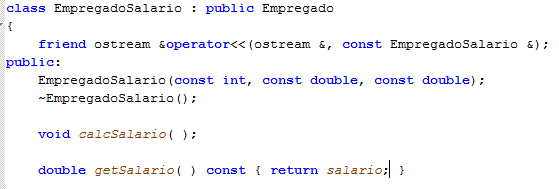 class EmpregadoSalario : public Empregado
{
friend ostream &operator<<(ostream &, const EmpregadoSalario &);
public:
EmpregadoSalario(const int, const double, const double);
~EmpregadoSalario();
void calcSalario( );
double getSalario( ) const { return salario; }